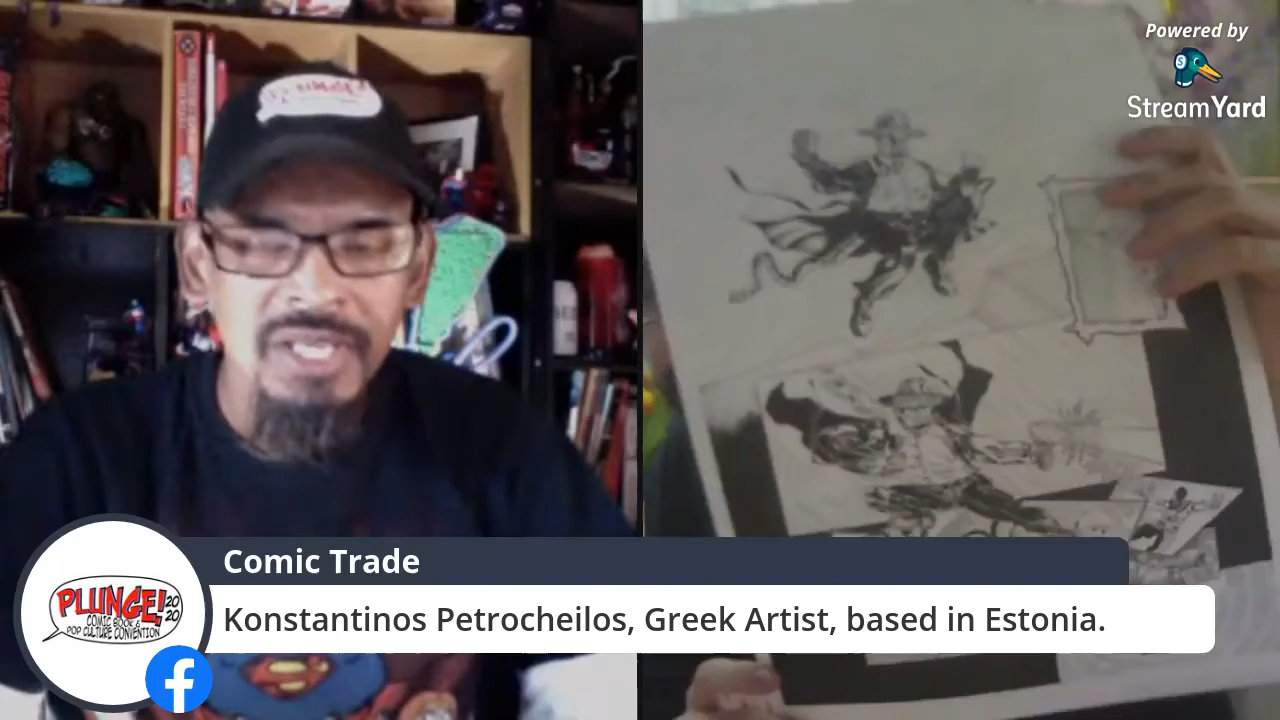 Powered by
StreamYard
Comic Trade
Konstantinos Petrocheilos, Greek Artist, based in Estonia.
PLUNGE! 2020
COMIC BOOK &
POP CULTURE CONVENTION